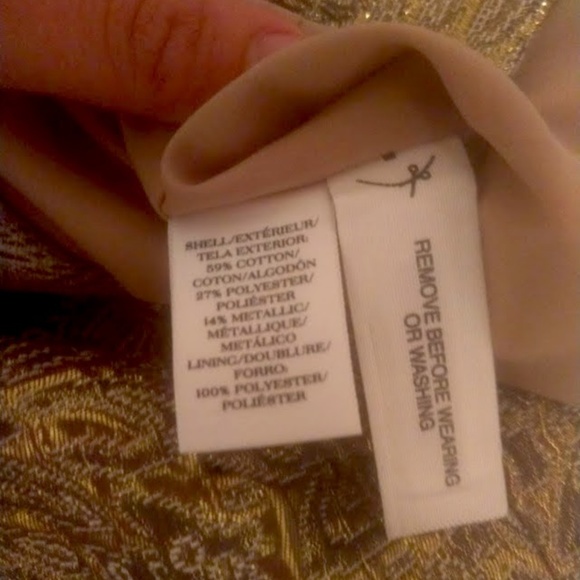 SHELL/EXTÉRIEUR/
TELA EXTERIOR:
59% COTTON/
COTON/ALGODÓN
27% POLYESTER/
POLIÉSTER
14% METALLIC/
MÉTALLIQUE/
METÁLICO
LINING/DOUBLURE/
FORRO:
100% POLYESTER/
POLIÉSTER
REMOVE BEFORE WEARING
OR WASHING